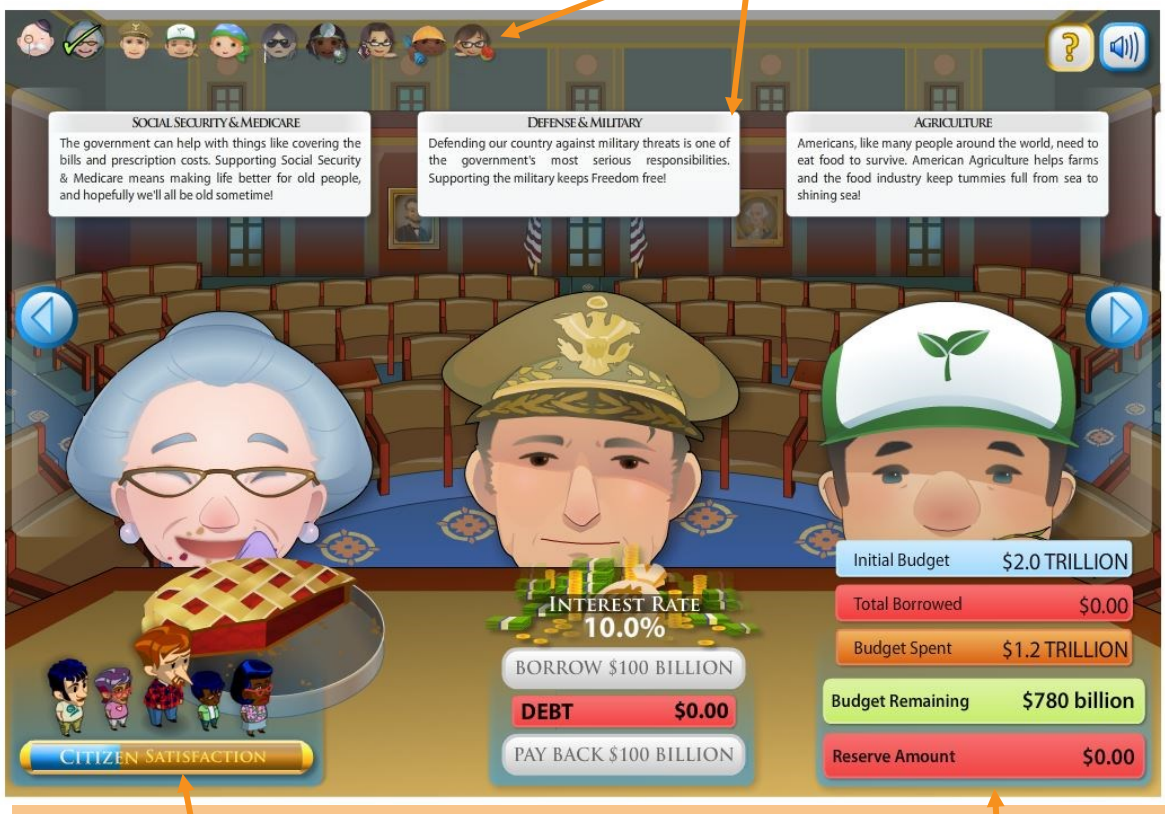 ?
SOCIAL SECURITY & MEDICARE
The government can help with things like covering the
bills and prescription costs. Supporting Social Security
& Medicare means making life better for old people,
and hopefully we'll all be old sometime!
DEFENSE & MILITARY
Defending our country against military threats is one of
the government's most serious responsibilities.
Supporting the military keeps Freedom free!
AGRICULTURE
Americans, like many people around the world, need to
eat food to survive. American Agriculture helps farms
and the food industry keep tummies full from sea to
shining sea!
INTEREST RATE
10.0%
BORROW $100 BILLION
DEBT $0.00
PAY BACK $100 BILLION
CITIZEN SATISFACTION
Initial Budget $2.0 TRILLION
Total Borrowed $0.00
Budget Spent $1.2 TRILLION
Budget Remaining $780 billion
Reserve Amount $0.00